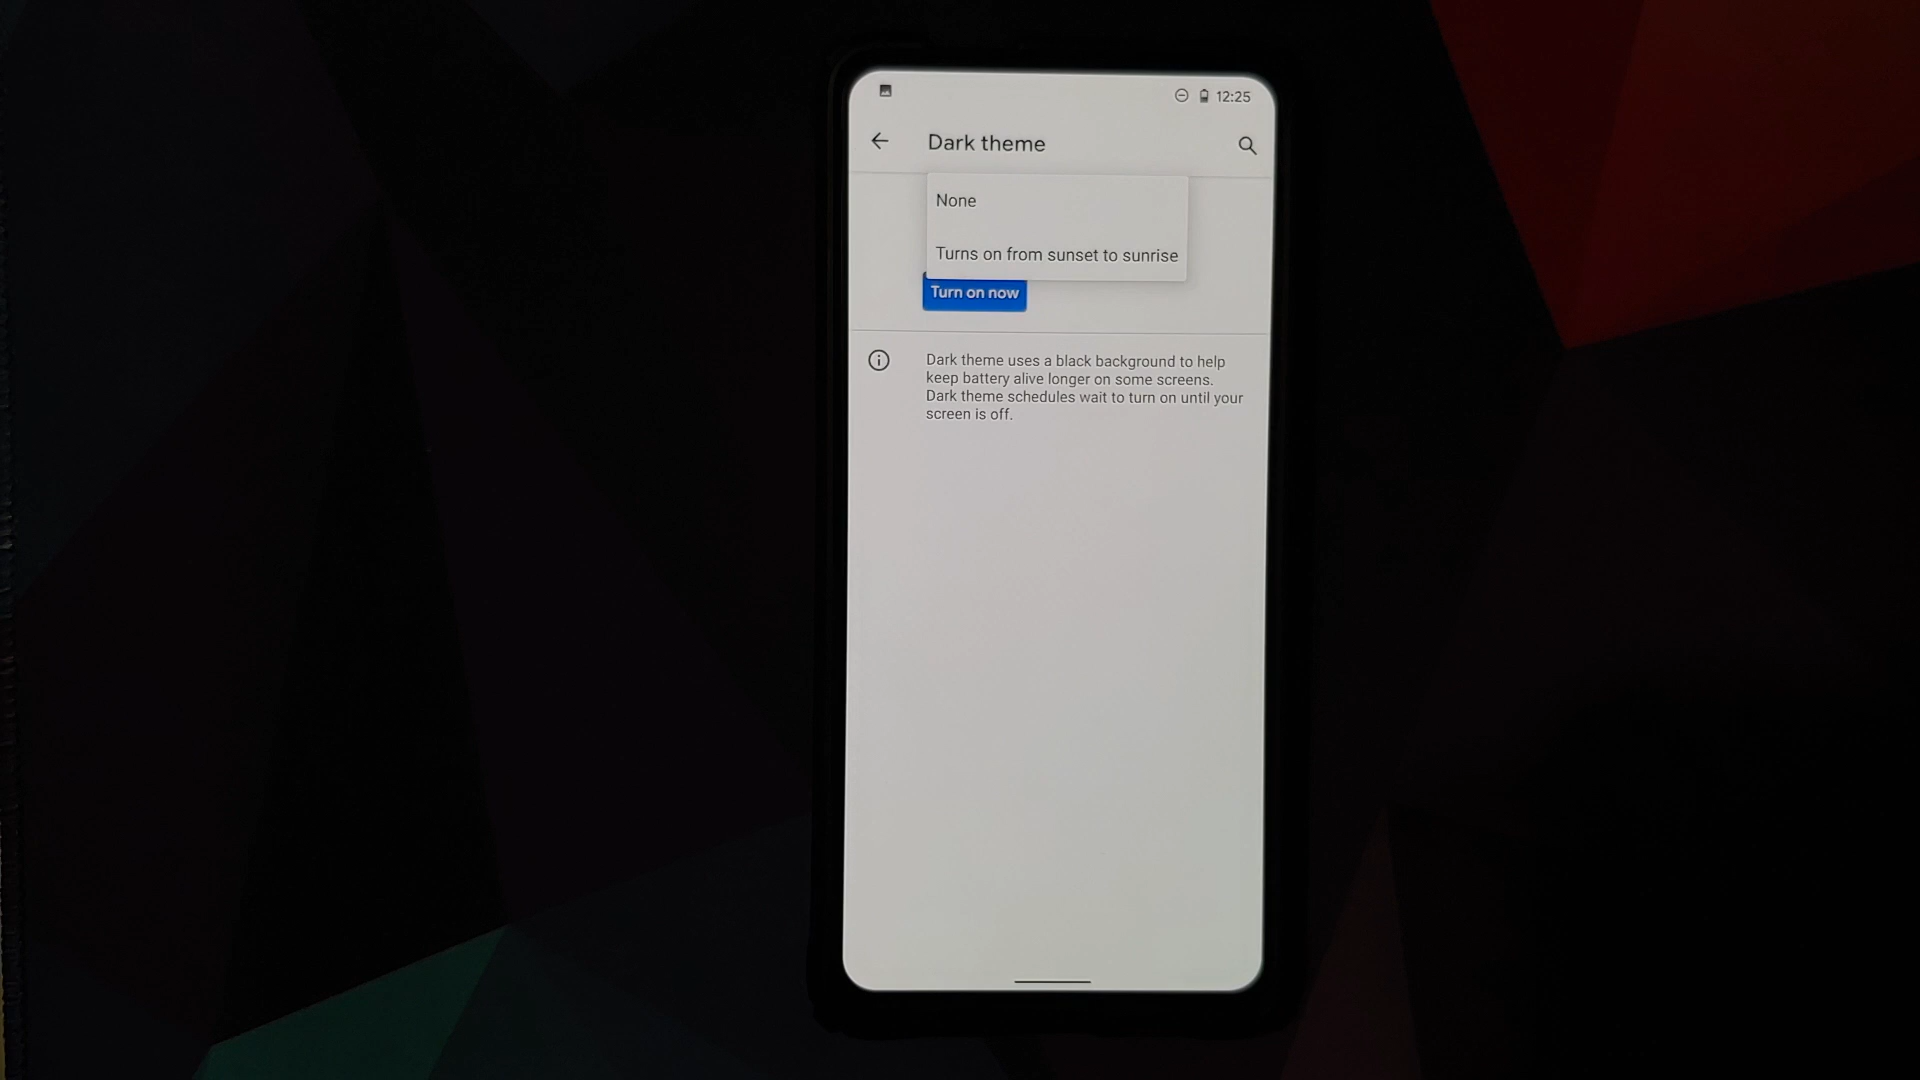 12:25
Dark theme
None
Turns on from sunset to sunrise
Turn on now
Dark theme uses a black background to help
keep battery alive longer on some screens.
Dark theme schedules wait to turn on until your
screen is off.